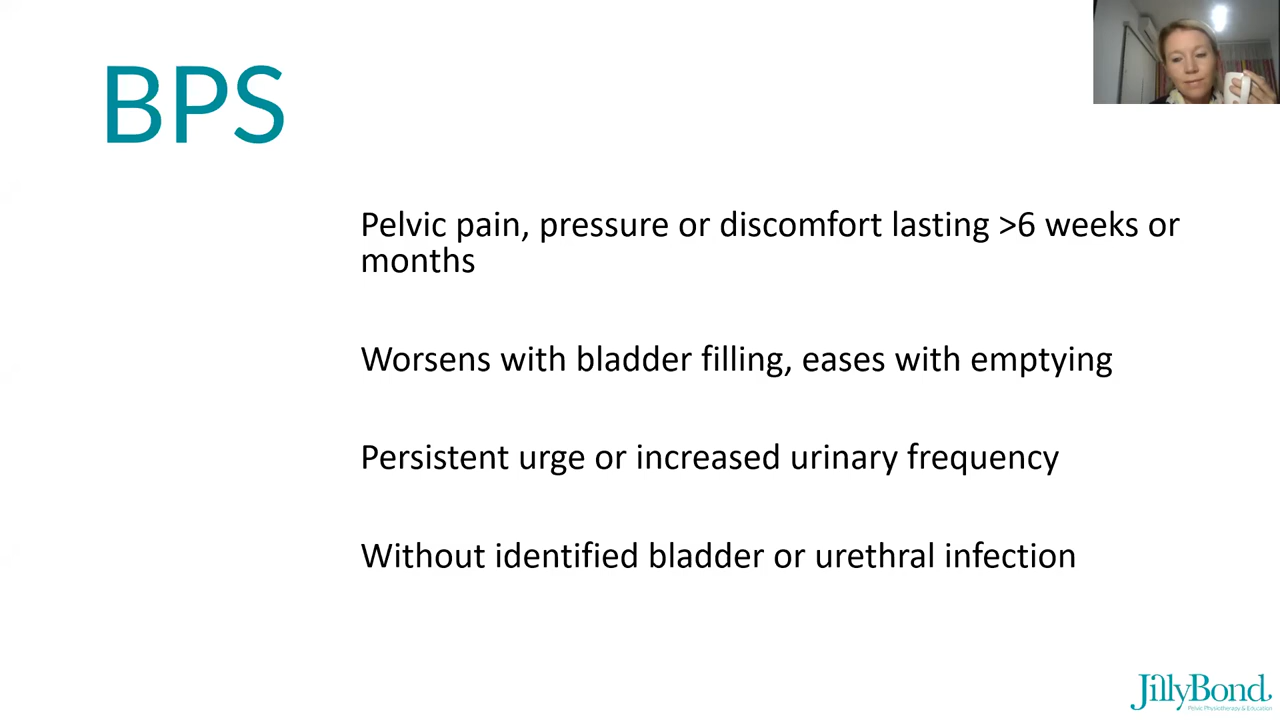 BPS
Pelvic pain, pressure or discomfort lasting >6 weeks or
months
Worsens with bladder filling, eases with emptying
Persistent urge or increased urinary frequency
Without identified bladder or urethral infection
JillyBond
Pelvic Physiotherapy & Education